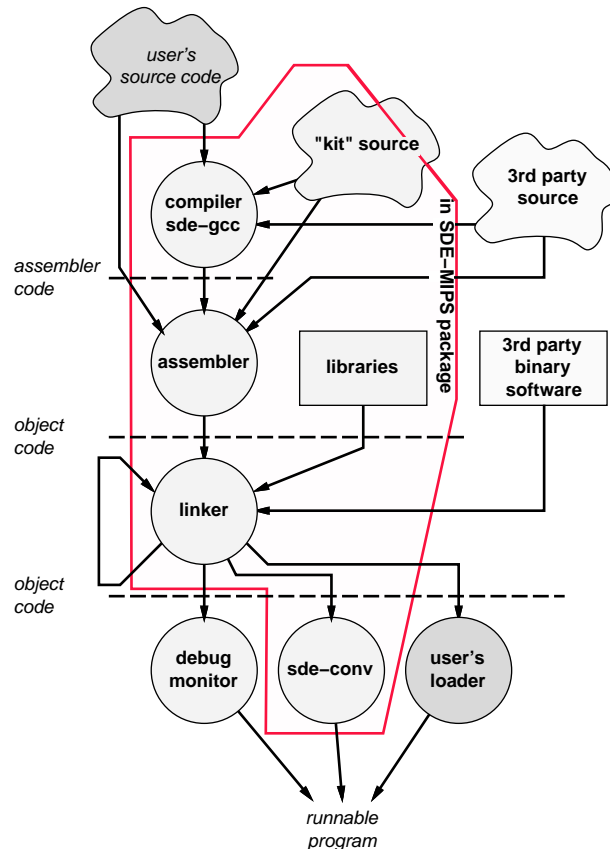 user's
source code
"kit" source
compiler
sde-gcc
3rd party
source
in SDE-MIPS package
assembler
code
assembler
libraries
3rd party
binary
software
object
code
linker
object
code
debug
monitor
sde-conv
user's
loader
runnable
program